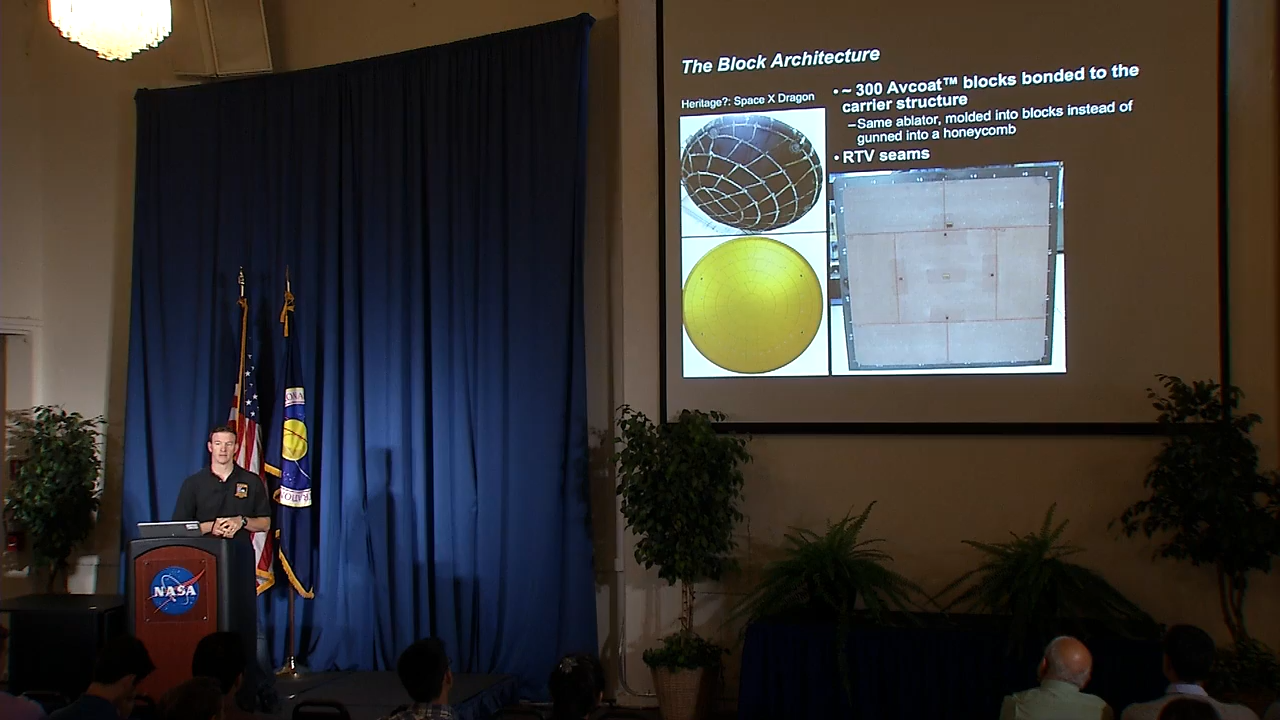 The Block Architecture
Heritage?: Space X Dragon
• ~ 300 Avcoat™ blocks bonded to the
carrier structure
–Same ablator, molded into blocks instead of
gunned into a honeycomb
• RTV seams
NASA